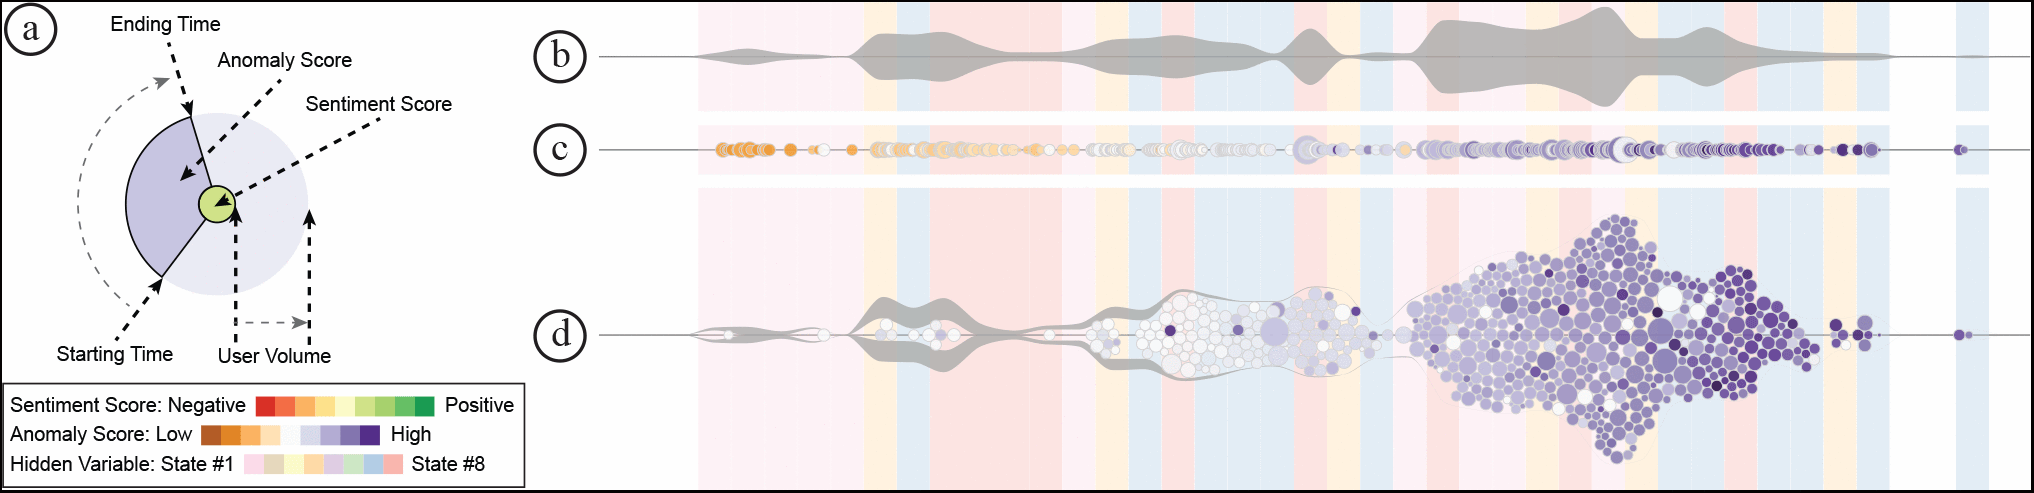 a
Ending Time
Anomaly Score
Sentiment Score
Starting Time
User Volume
Sentiment Score: Negative Positive
Anomaly Score: Low High
Hidden Variable: State #1 State #8
b
c
d